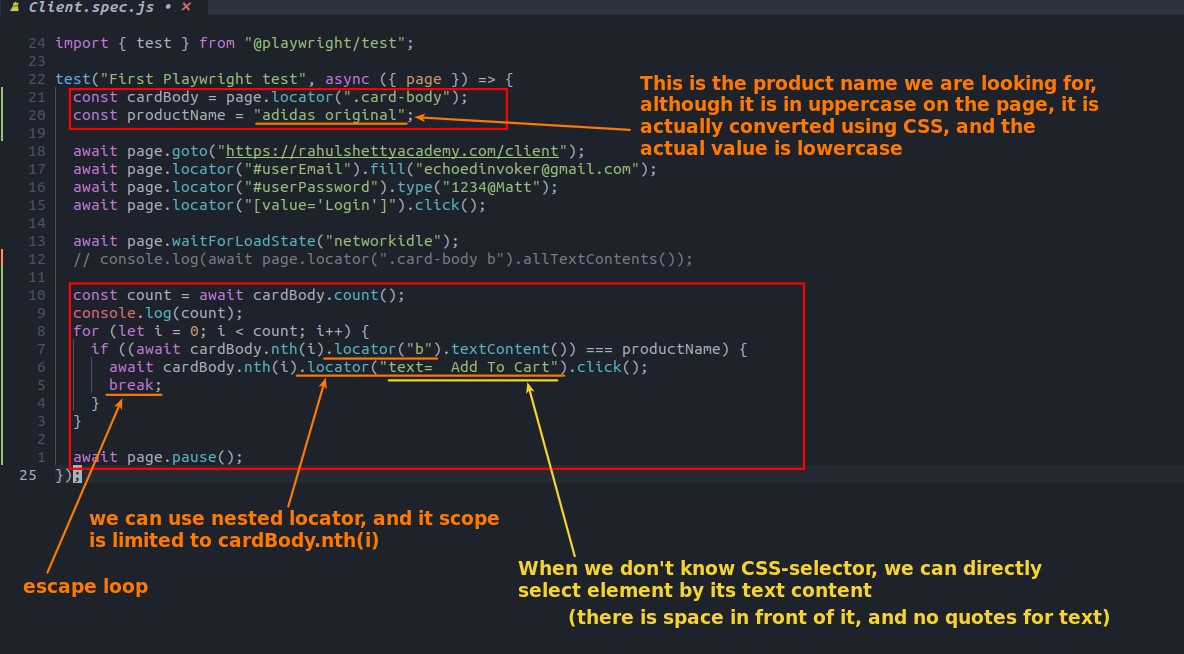 Client.spec.js • ✕
24 import { test } from "@playwright/test";
23
22 test("First Playwright test", async ({ page }) => {
21 const cardBody = page.locator(".card-body");
20 const productName = "adidas original";
19
18 await page.goto("https://rahulshettyacademy.com/client");
17 await page.locator("#userEmail").fill("echoedinvoker@gmail.com");
16 await page.locator("#userPassword").type("1234@Matt");
15 await page.locator("[value='Login']").click();
14
13 await page.waitForLoadState("networkidle");
12 // console.log(await page.locator(".card-body b").allTextContents());
11
10 const count = await cardBody.count();
9 console.log(count);
8 for (let i = 0; i < count; i++) {
7 if ((await cardBody.nth(i).locator("b").textContent()) === productName) {
6 await cardBody.nth(i).locator("text=  Add To Cart").click();
5 break;
4 }
3 }
2
1 await page.pause();
25 });
This is the product name we are looking for,
although it is in uppercase on the page, it is
actually converted using CSS, and the
actual value is lowercase
we can use nested locator, and it scope
is limited to cardBody.nth(i)
escape loop
When we don't know CSS-selector, we can directly
select element by its text content
(there is space in front of it, and no quotes for text)